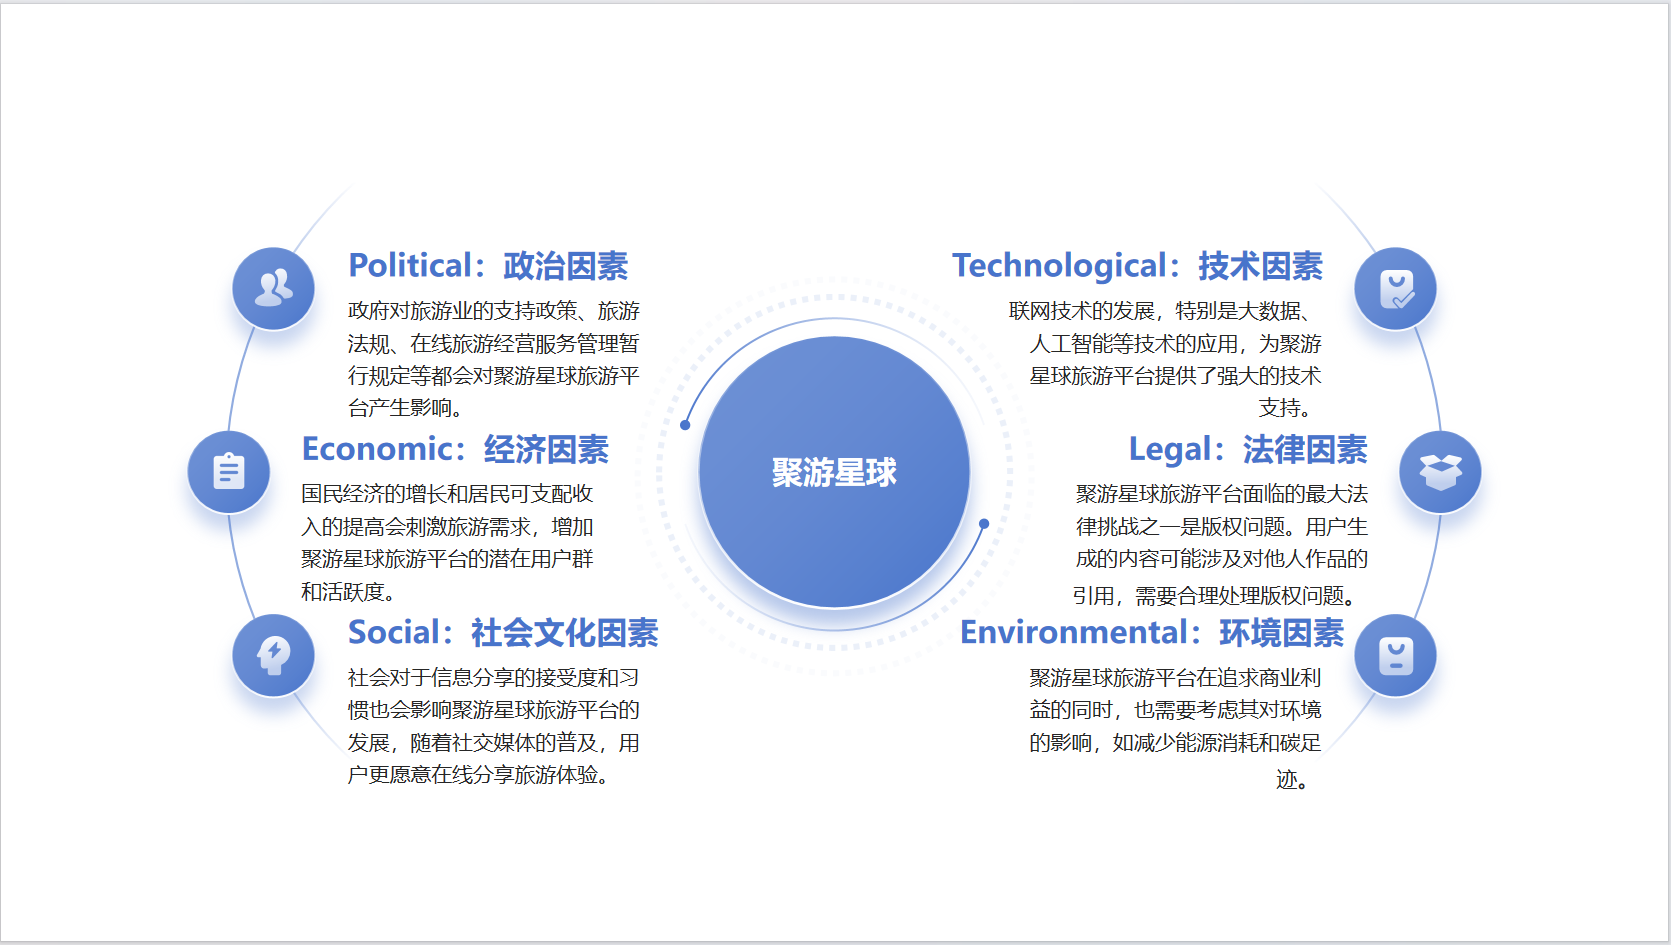 Political：政治因素
政府对旅游业的支持政策、旅游
法规、在线旅游经营服务管理暂
行规定等都会对聚游星球旅游平
台产生影响。
Economic：经济因素
国民经济的增长和居民可支配收
入的提高会刺激旅游需求，增加
聚游星球旅游平台的潜在用户群
和活跃度。
Social：社会文化因素
社会对于信息分享的接受度和习
惯也会影响聚游星球旅游平台的
发展，随着社交媒体的普及，用
户更愿意在线分享旅游体验。
聚游星球
Technological：技术因素
联网技术的发展，特别是大数据、
人工智能等技术的应用，为聚游
星球旅游平台提供了强大的技术
支持。
Legal：法律因素
聚游星球旅游平台面临的最大法
律挑战之一是版权问题。用户生
成的内容可能涉及对他人作品的
引用，需要合理处理版权问题。
Environmental：环境因素
聚游星球旅游平台在追求商业利
益的同时，也需要考虑其对环境
的影响，如减少能源消耗和碳足
迹。